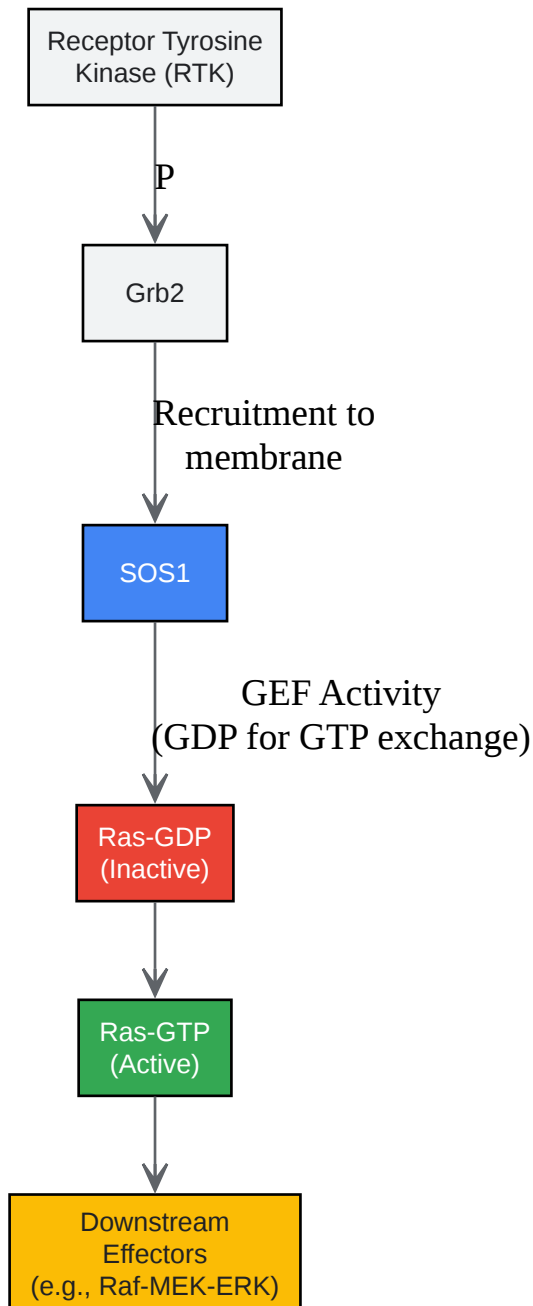 Receptor Tyrosine
Kinase (RTK)
P
Grb2
Recruitment to
membrane
SOS1
GEF Activity
(GDP for GTP exchange)
Ras-GDP
(Inactive)
Ras-GTP
(Active)
Downstream
Effectors
(e.g., Raf-MEK-ERK)